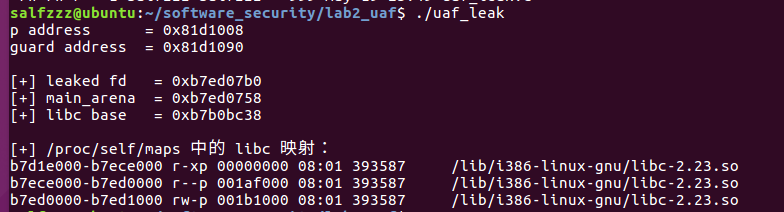 salfzzz@ubuntu:~/software_security/lab2_uaf$ ./uaf_leak
p address      = 0x81d1008
guard address  = 0x81d1090

[+] leaked fd   = 0xb7ed07b0
[+] main_arena  = 0xb7ed0758
[+] libc base   = 0xb7b0bc38

[+] /proc/self/maps 中的 libc 映射：
b7d1e000-b7ece000 r-xp 00000000 08:01 393587     /lib/i386-linux-gnu/libc-2.23.so
b7ece000-b7ed0000 r--p 001af000 08:01 393587     /lib/i386-linux-gnu/libc-2.23.so
b7ed0000-b7ed1000 rw-p 001b1000 08:01 393587     /lib/i386-linux-gnu/libc-2.23.so